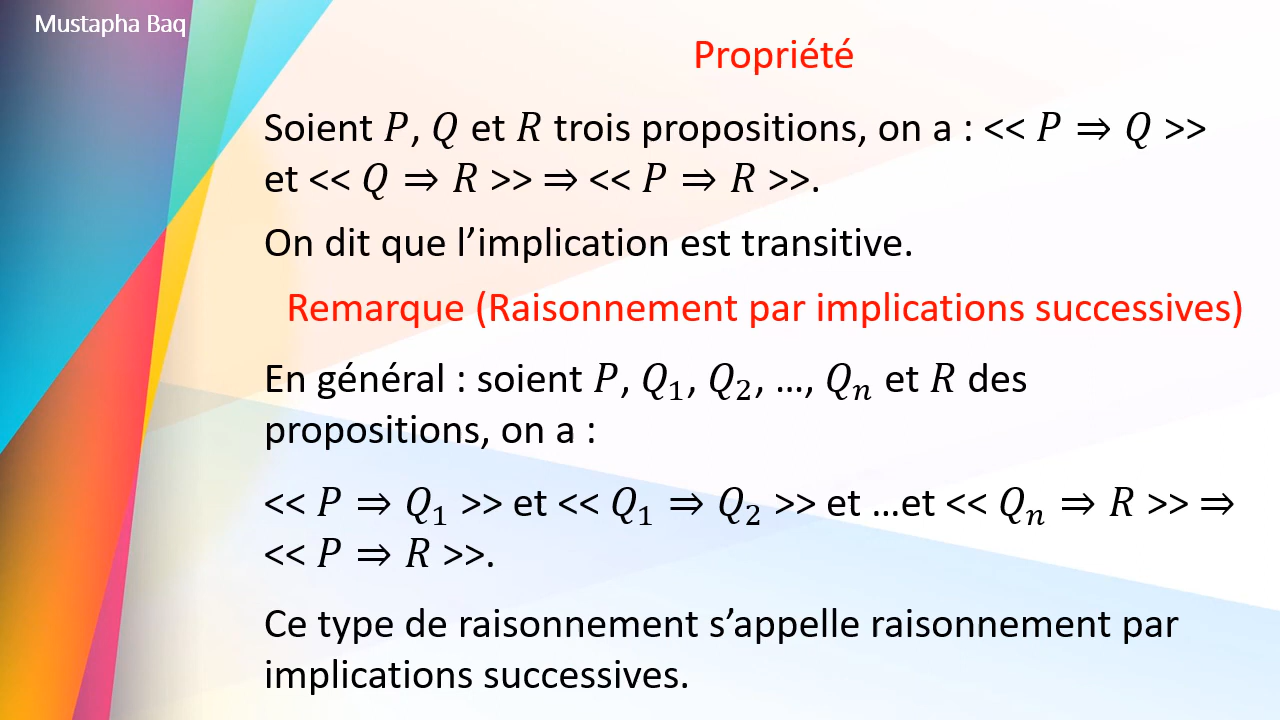 Mustapha Baq
Propriété
Soient 𝑃, 𝑄 et 𝑅 trois propositions, on a : << 𝑃 ⇒ 𝑄 >>
et << 𝑄 ⇒ 𝑅 >> ⇒ << 𝑃 ⇒ 𝑅 >>.
On dit que l’implication est transitive.
Remarque (Raisonnement par implications successives)
En général : soient 𝑃, 𝑄₁, 𝑄₂, …, 𝑄ₙ et 𝑅 des
propositions, on a :
<< 𝑃 ⇒ 𝑄₁ >> et << 𝑄₁ ⇒ 𝑄₂ >> et …et << 𝑄ₙ ⇒ 𝑅 >> ⇒
<< 𝑃 ⇒ 𝑅 >>.
Ce type de raisonnement s’appelle raisonnement par
implications successives.